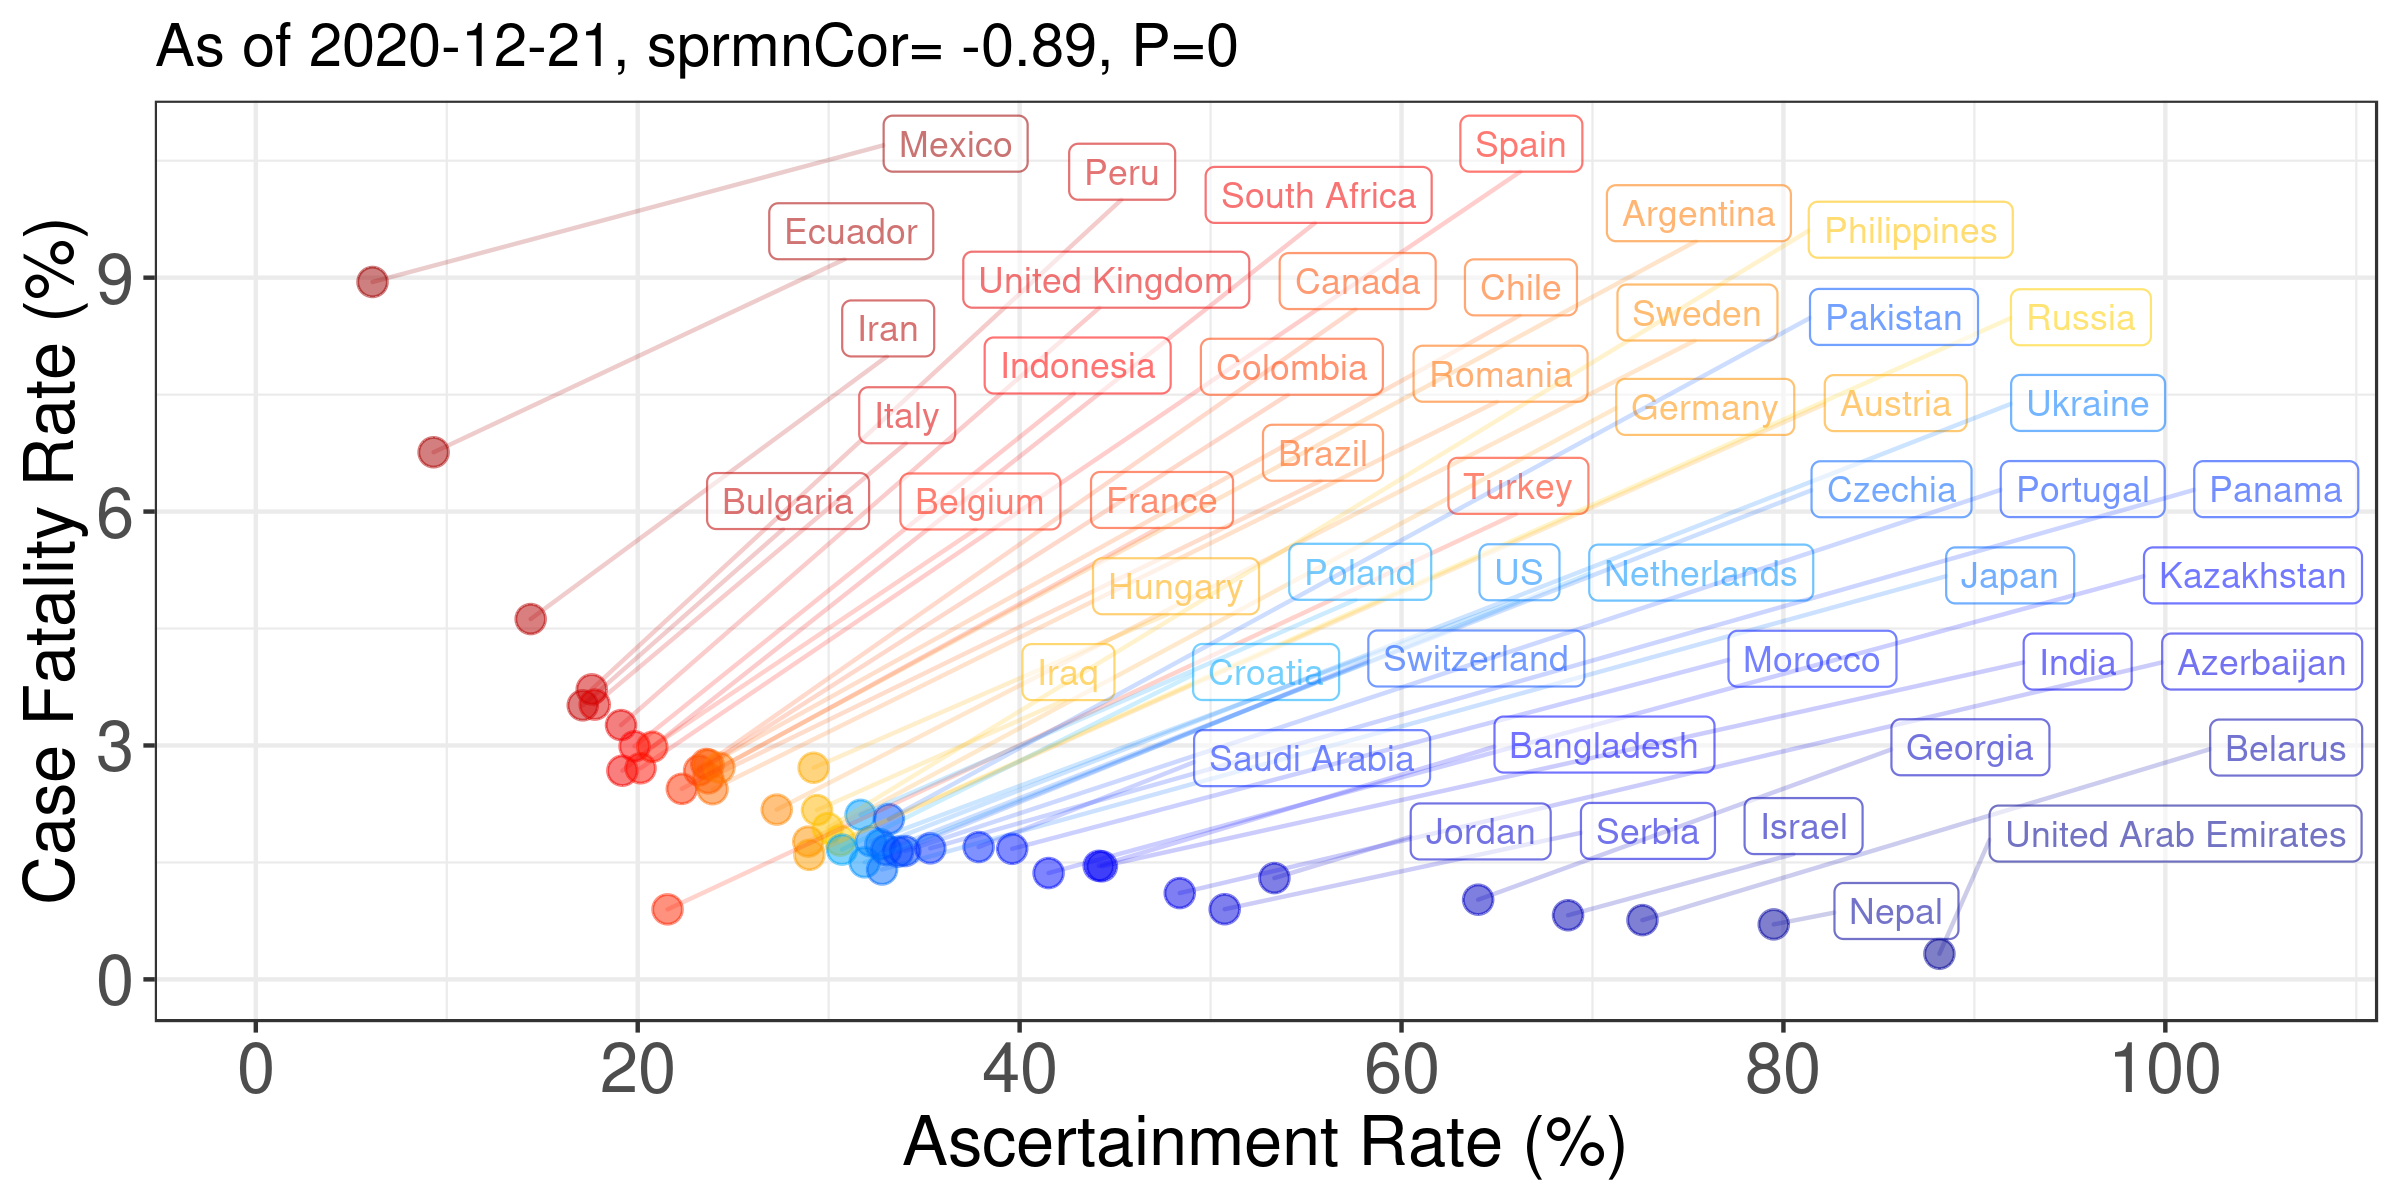 As of 2020-12-21, sprmnCor= -0.89, P=0
Case Fatality Rate (%)
9
6
3
0
Mexico
Peru
Spain
South Africa
Argentina
Philippines
Ecuador
United Kingdom
Canada
Chile
Sweden
Pakistan
Russia
Iran
Indonesia
Colombia
Romania
Germany
Austria
Ukraine
Italy
Brazil
Turkey
Bulgaria
Belgium
France
Czechia
Portugal
Panama
Hungary
Poland
US
Netherlands
Japan
Kazakhstan
Iraq
Croatia
Switzerland
Morocco
India
Azerbaijan
Saudi Arabia
Bangladesh
Georgia
Belarus
Jordan
Serbia
Israel
United Arab Emirates
Nepal
0 20 40 60 80 100
Ascertainment Rate (%)